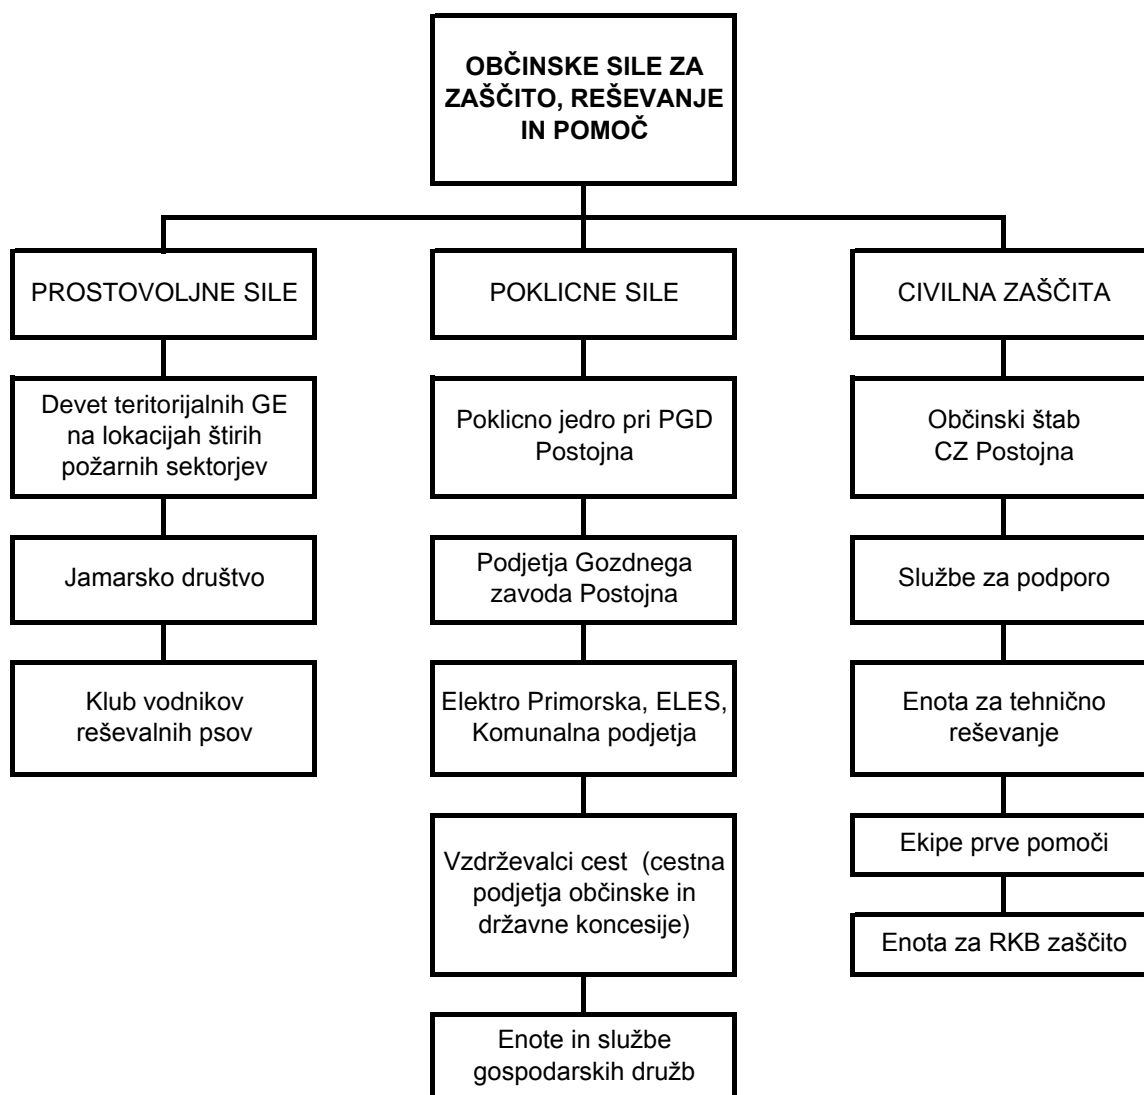 OBČINSKE SILE ZA
ZAŠČITO, REŠEVANJE
IN POMOČ
PROSTOVOLJNE SILE
Devet teritorijalnih GE
na lokacijah štirih
požarnih sektorjev
Jamarsko društvo
Klub vodnikov
reševalnih psov
POKLICNE SILE
Poklicno jedro pri PGD
Postojna
Podjetja Gozdnega
zavoda Postojna
Elektro Primorska, ELES,
Komunalna podjetja
Vzdrževalci cest (cestna
podjetja občinske in
državne koncesije)
Enote in službe
gospodarskih družb
CIVILNA ZAŠČITA
Občinski štab
CZ Postojna
Službe za podporo
Enota za tehnično
reševanje
Ekipe prve pomoči
Enota za RKB zaščito